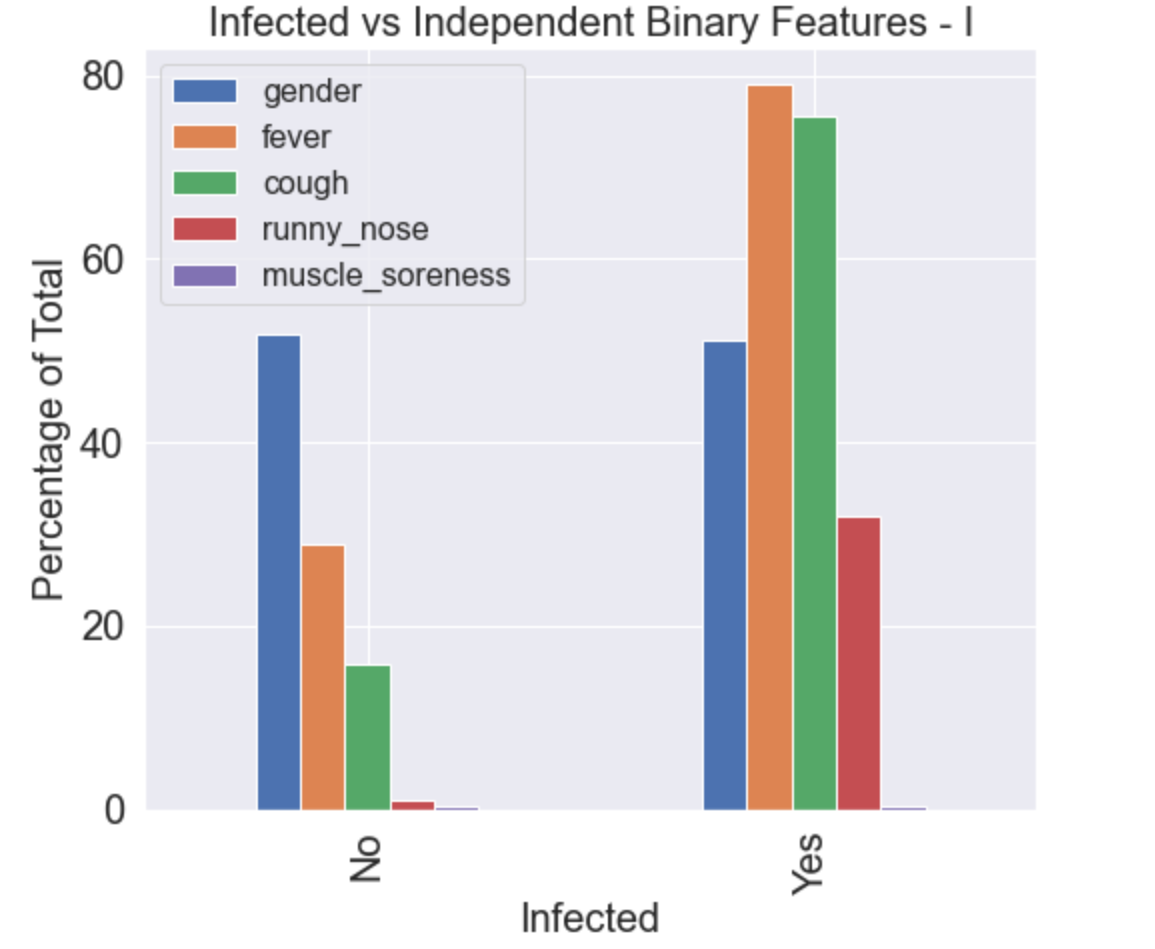 Infected vs Independent Binary Features - I
gender
fever
cough
runny_nose
muscle_soreness
Percentage of Total
80
60
40
20
0
No
Yes
Infected